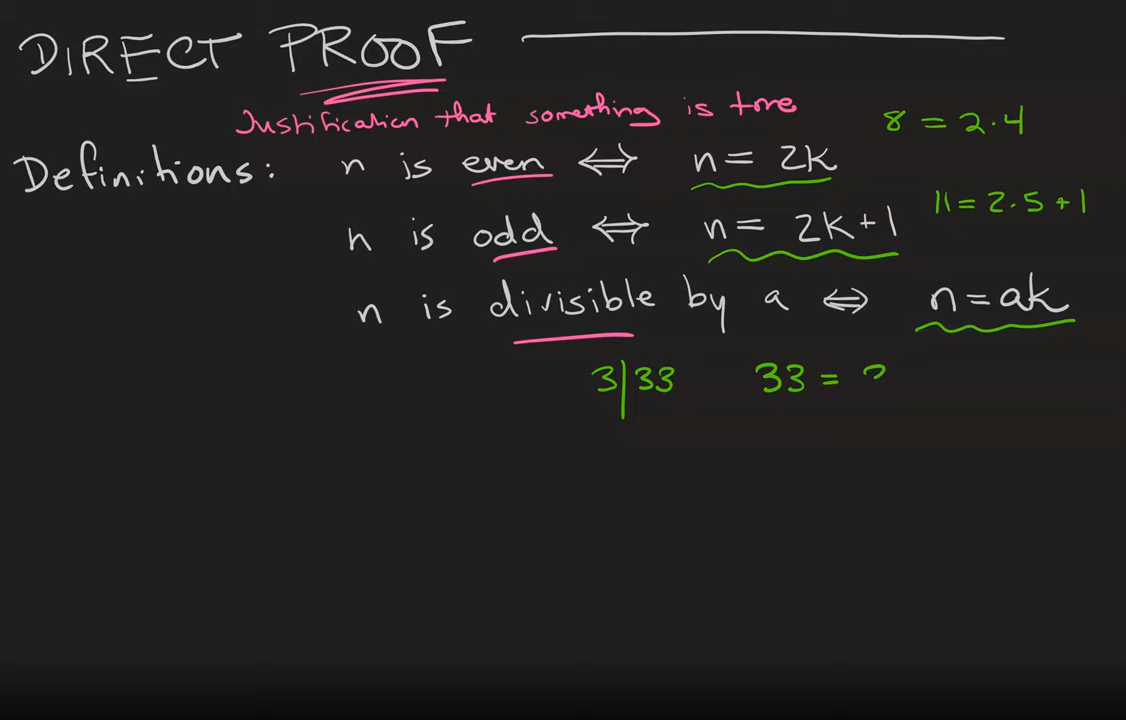 DIRECT PROOF
Justification that something is true
8 = 2·4
Definitions: n is even ⟺ n = 2k
11 = 2·5 + 1
n is odd ⟺ n = 2k+1
n is divisible by a ⟺ n = ak
3|33 33 =